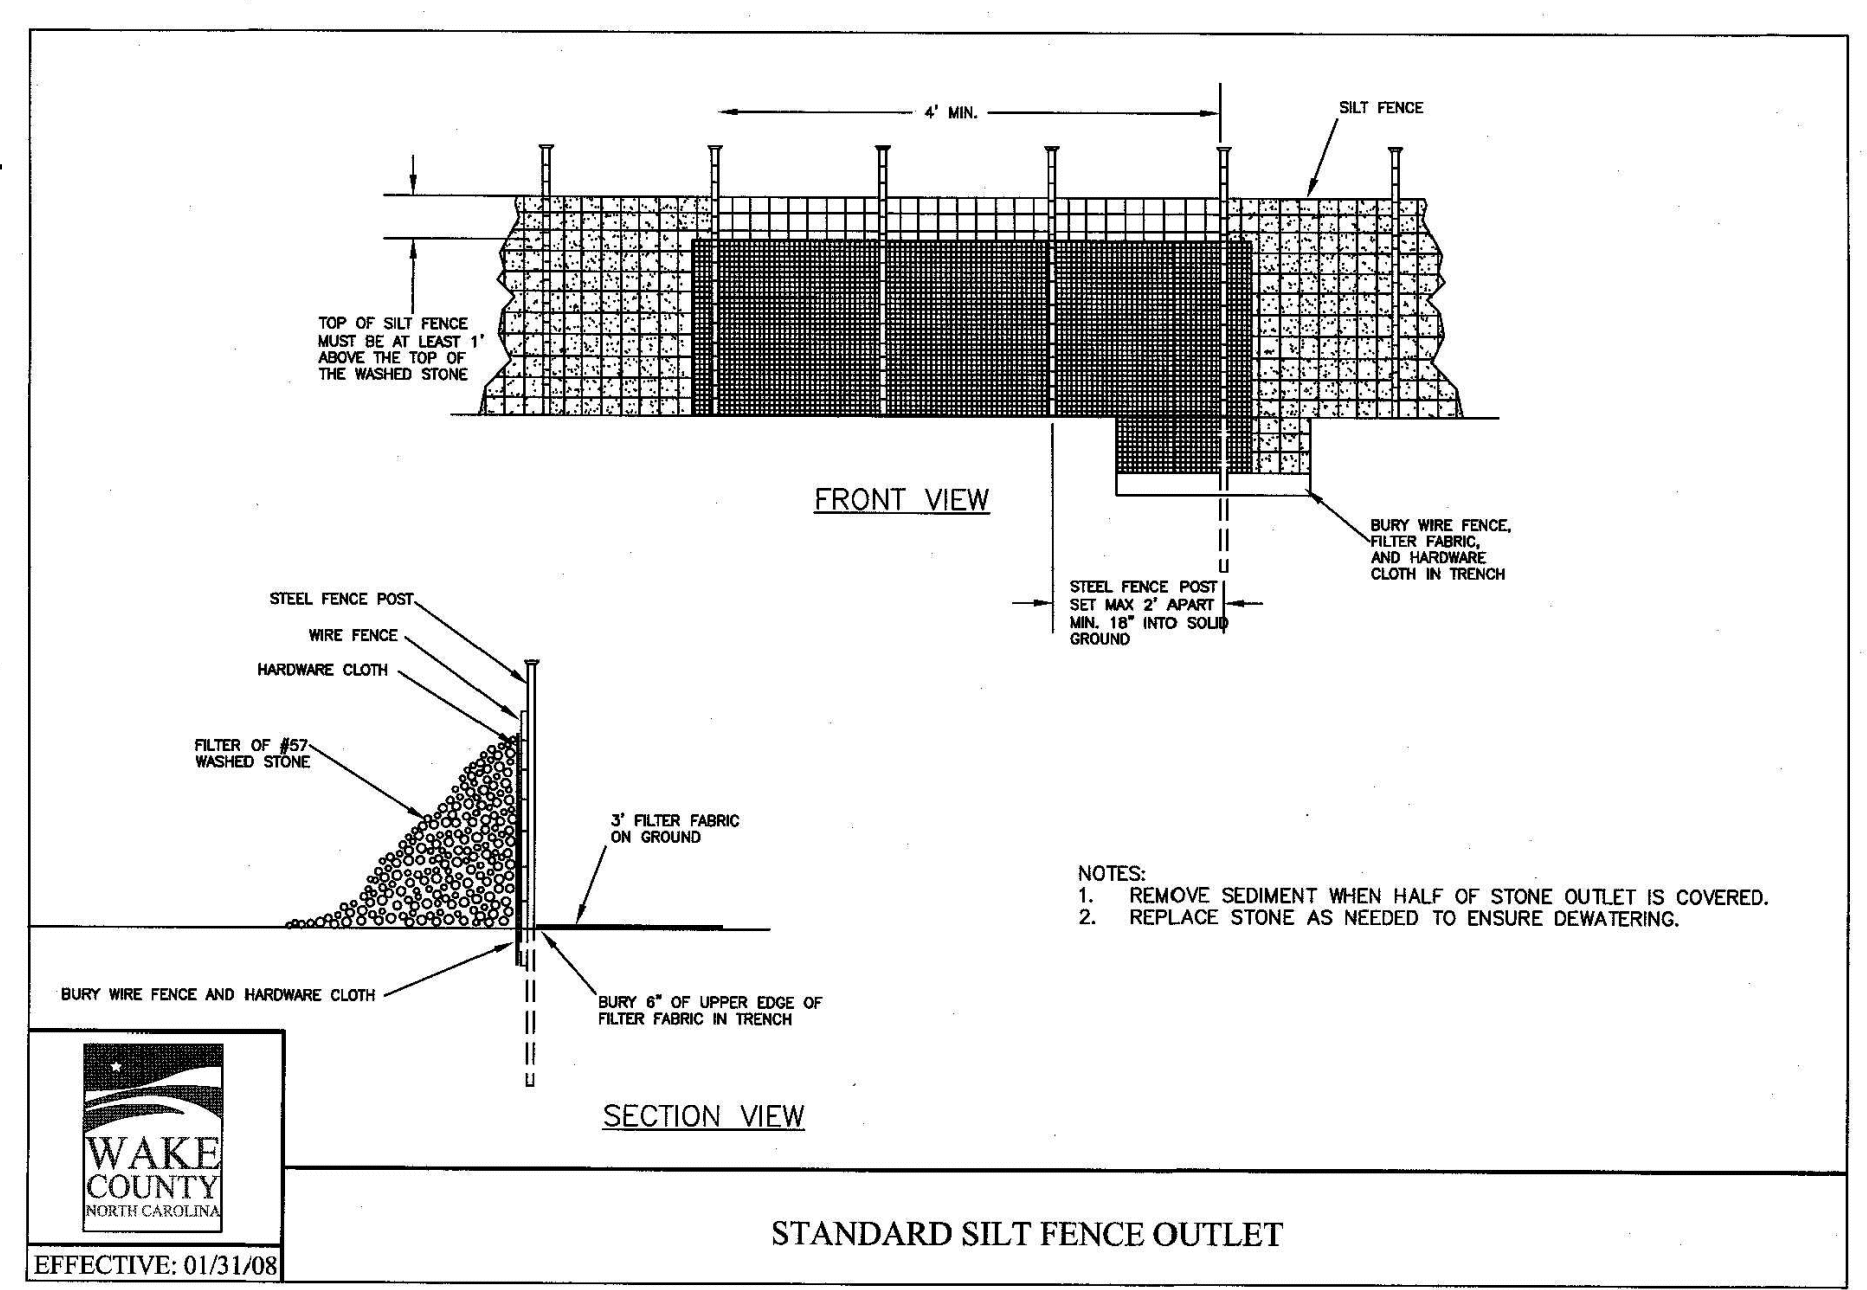 4' MIN.
SILT FENCE
TOP OF SILT FENCE
MUST BE AT LEAST 1'
ABOVE THE TOP OF
THE WASHED STONE
FRONT VIEW
BURY WIRE FENCE,
FILTER FABRIC,
AND HARDWARE
CLOTH IN TRENCH
STEEL FENCE POST
SET MAX 2' APART
MIN. 18" INTO SOLID
GROUND
STEEL FENCE POST
WIRE FENCE
HARDWARE CLOTH
FILTER OF #57
WASHED STONE
3' FILTER FABRIC
ON GROUND
BURY WIRE FENCE AND HARDWARE CLOTH
BURY 6" OF UPPER EDGE OF
FILTER FABRIC IN TRENCH
SECTION VIEW
NOTES:
1. REMOVE SEDIMENT WHEN HALF OF STONE OUTLET IS COVERED.
2. REPLACE STONE AS NEEDED TO ENSURE DEWATERING.
WAKE
COUNTY
NORTH CAROLINA
EFFECTIVE: 01/31/08
STANDARD SILT FENCE OUTLET